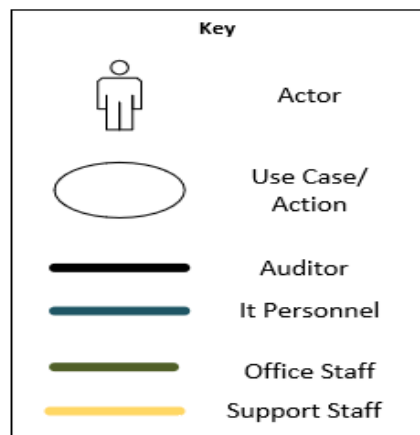 Key
Actor
Use Case/
Action
Auditor
It Personnel
Office Staff
Support Staff